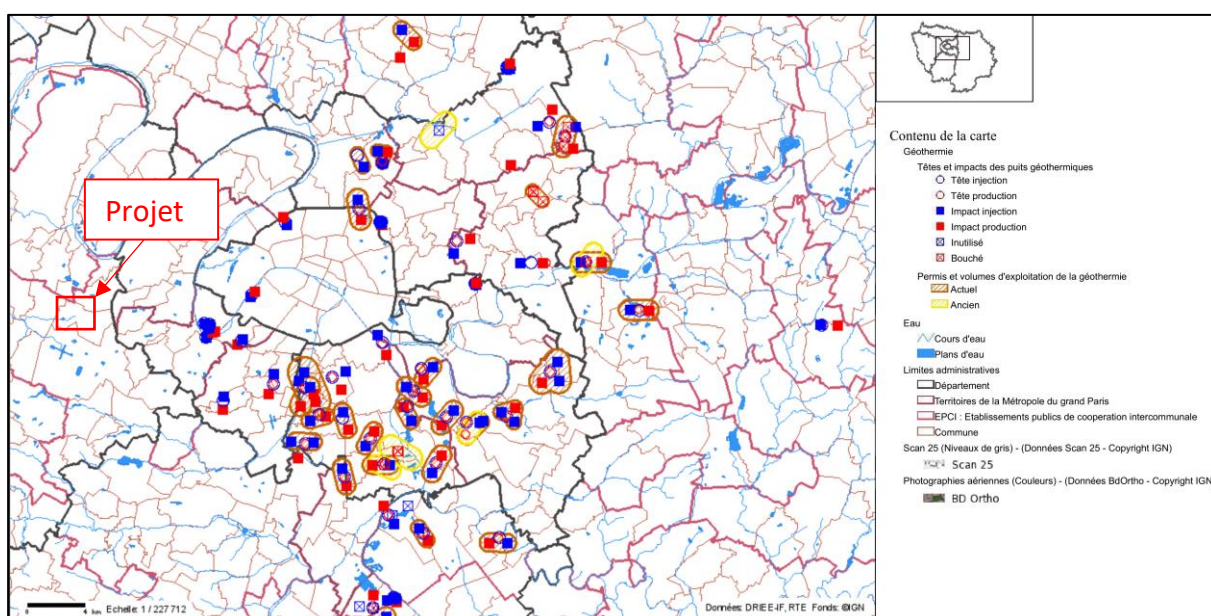 Projet
0 4 km Echelle: 1 / 227 712
Données: DRIEE-IF, RTE Fonds: ©IGN
Contenu de la carte
Géothermie
Têtes et impacts des puits géothermiques
Tête injection
Tête production
Impact injection
Impact production
Inutilisé
Bouché
Permis et volumes d'exploitation de la géothermie
Actuel
Ancien
Eau
Cours d'eau
Plans d'eau
Limites administratives
Département
Territoires de la Métropole du grand Paris
EPCI : Etablissements publics de cooperation intercommunale
Commune
Scan 25 (Niveaux de gris) - (Données Scan 25 - Copyright IGN)
Scan 25
Photographies aériennes (Couleurs) - (Données BdOrtho - Copyright IGN
BD Ortho